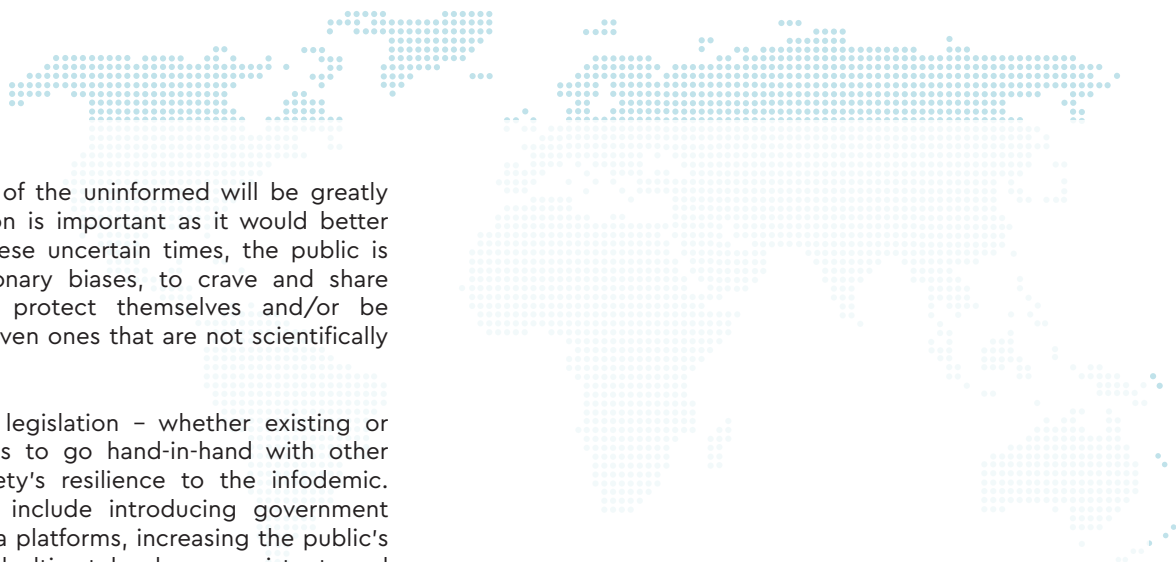 of the uninformed will be greatly
on is important as it would better
ese uncertain times, the public is
onary biases, to crave and share
protect themselves and/or be
ven ones that are not scientifically
legislation – whether existing or
s to go hand-in-hand with other
ety's resilience to the infodemic.
include introducing government
a platforms, increasing the public's